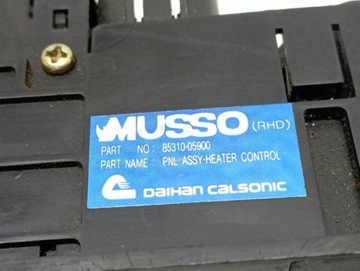 MUSSO (RHD)
PART NO: 85310-05900
PART NAME: PNL ASSY-HEATER CONTROL
DAIHAN CALSONIC